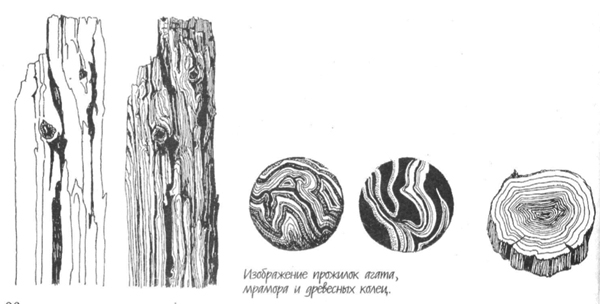 Изображение прожилок агата,
мрамора и древесных колец.